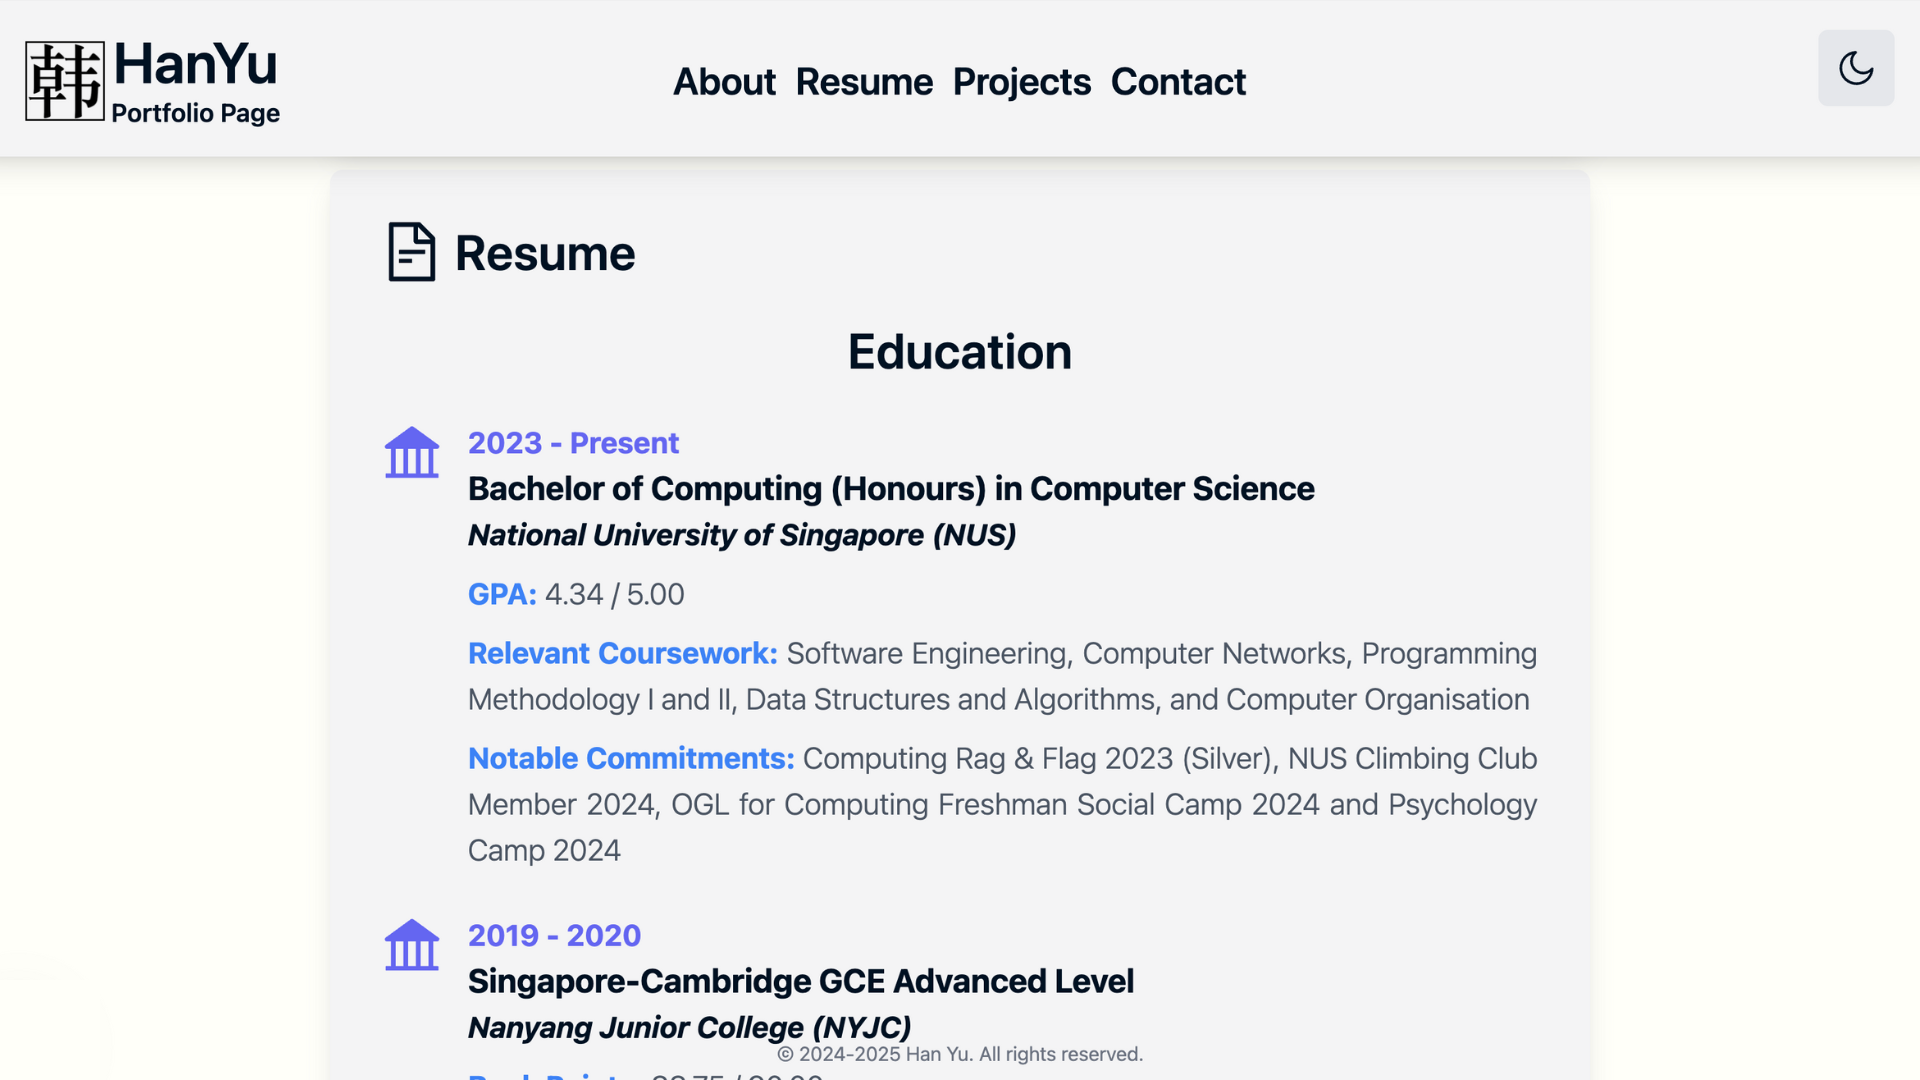 韩
HanYu
Portfolio Page
About Resume Projects Contact
Resume
Education
2023 - Present
Bachelor of Computing (Honours) in Computer Science
National University of Singapore (NUS)
GPA: 4.34 / 5.00
Relevant Coursework: Software Engineering, Computer Networks, Programming
Methodology I and II, Data Structures and Algorithms, and Computer Organisation
Notable Commitments: Computing Rag & Flag 2023 (Silver), NUS Climbing Club
Member 2024, OGL for Computing Freshman Social Camp 2024 and Psychology
Camp 2024
2019 - 2020
Singapore-Cambridge GCE Advanced Level
Nanyang Junior College (NYJC)
© 2024-2025 Han Yu. All rights reserved.